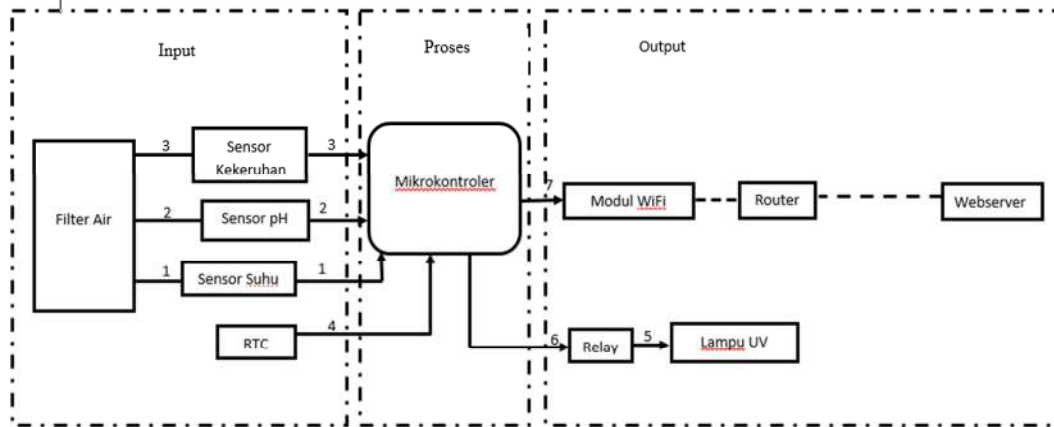 Input
Proses
Output
3
Sensor
Kekeruhan
3
Filter Air
2
Sensor pH
2
1
Sensor Suhu
1
RTC
4
Mikrokontroler
7
Modul WiFi
Router
Webserver
6
Relay
5
Lampu UV